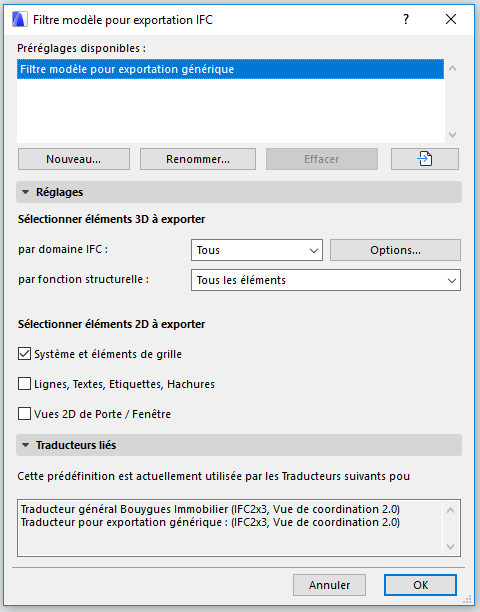 Filtre modèle pour exportation IFC
?
Préréglages disponibles :
Filtre modèle pour exportation générique
Nouveau... Renommer... Effacer
Réglages
Sélectionner éléments 3D à exporter
par domaine IFC : Tous Options...
par fonction structurelle : Tous les éléments
Sélectionner éléments 2D à exporter
Système et éléments de grille
Lignes, Textes, Etiquettes, Hachures
Vues 2D de Porte / Fenêtre
Traducteurs liés
Cette prédéfinition est actuellement utilisée par les Traducteurs suivants pou
Traducteur général Bouygues Immobilier (IFC2x3, Vue de coordination 2.0)
Traducteur pour exportation générique : (IFC2x3, Vue de coordination 2.0)
Annuler OK